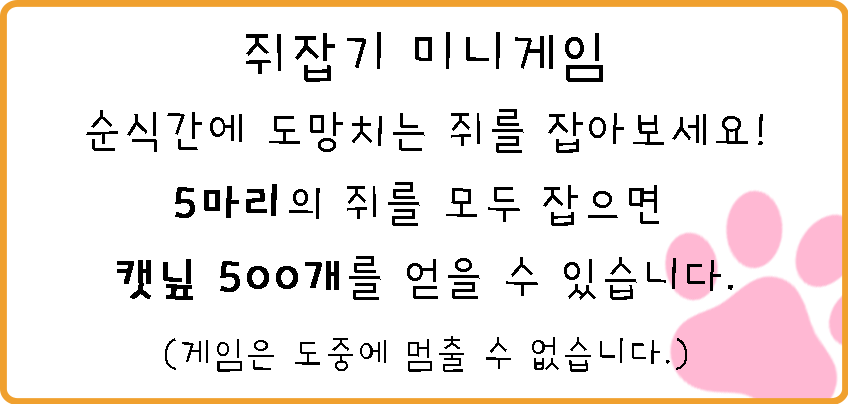 쥐잡기 미니게임
순식간에 도망치는 쥐를 잡아보세요!
5마리의 쥐를 모두 잡으면
캣닢 500개를 얻을 수 있습니다.
(게임은 도중에 멈출 수 없습니다.)